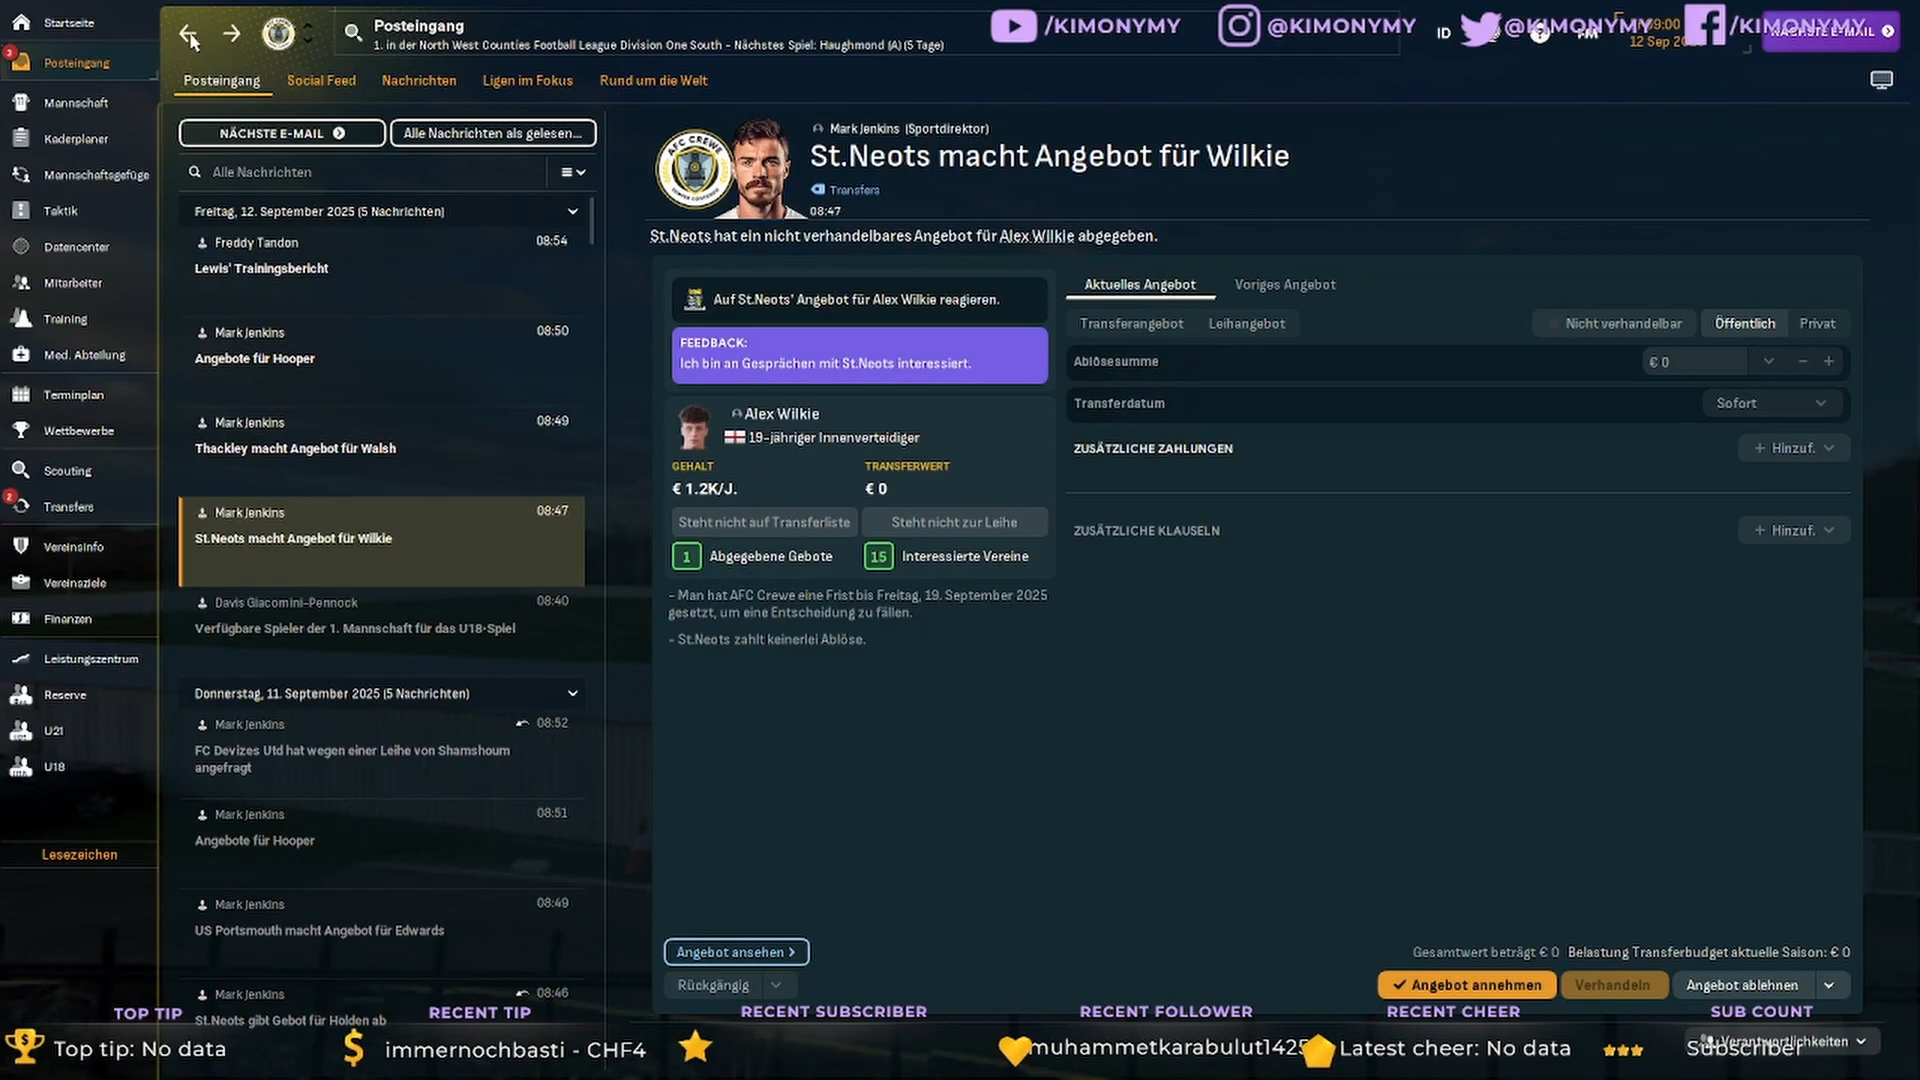 Startseite
3
Posteingang
Mannschaft
Kaderplaner
Mannschaftsgefüge
Taktik
Datencenter
Mitarbeiter
Training
Med. Abteilung
Terminplan
Wettbewerbe
Scouting
2
Transfers
Vereinsinfo
Vereinsziele
Finanzen
Leistungszentrum
Reserve
U21
U18
Lesezeichen
Posteingang
1. in der North West Counties Football League Division One South - Nächstes Spiel: Haughmond (A) (5 Tage)
/KIMONYMY
@KIMONYMY
ID
@KIMONYMY
FM
09:00
12 Sep
/KIMONYMY
NÄCHSTE E-MAIL
Posteingang
Social Feed
Nachrichten
Ligen im Fokus
Rund um die Welt
NÄCHSTE E-MAIL
Alle Nachrichten als gelesen...
Alle Nachrichten
Freitag, 12. September 2025 (5 Nachrichten)
Freddy Tandon 08:54
Lewis' Trainingsbericht
Mark Jenkins 08:50
Angebote für Hooper
Mark Jenkins 08:49
Thackley macht Angebot für Walsh
Mark Jenkins 08:47
St.Neots macht Angebot für Wilkie
Davis Giacomini-Pennock 08:40
Verfügbare Spieler der 1. Mannschaft für das U18-Spiel
Donnerstag, 11. September 2025 (5 Nachrichten)
Mark Jenkins 08:52
FC Devizes Utd hat wegen einer Leihe von Shamshoum
angefragt
Mark Jenkins 08:51
Angebote für Hooper
Mark Jenkins 08:49
US Portsmouth macht Angebot für Edwards
Mark Jenkins 08:46
St.Neots gibt Gebot für Holden ab
AFC CREWE
Mark Jenkins (Sportdirektor)
St.Neots macht Angebot für Wilkie
Transfers
08:47
St.Neots hat ein nicht verhandelbares Angebot für Alex Wilkie abgegeben.
Auf St.Neots' Angebot für Alex Wilkie reagieren.
FEEDBACK:
Ich bin an Gesprächen mit St.Neots interessiert.
Alex Wilkie
19-jähriger Innenverteidiger
GEHALT TRANSFERWERT
€ 1.2K/J. € 0
Steht nicht auf Transferliste Steht nicht zur Leihe
1 Abgegebene Gebote 15 Interessierte Vereine
- Man hat AFC Crewe eine Frist bis Freitag, 19. September 2025
gesetzt, um eine Entscheidung zu fällen.
- St.Neots zahlt keinerlei Ablöse.
Aktuelles Angebot Voriges Angebot
Transferangebot Leihangebot Nicht verhandelbar Öffentlich Privat
Ablösesumme € 0
Transferdatum Sofort
ZUSÄTZLICHE ZAHLUNGEN + Hinzuf.
ZUSÄTZLICHE KLAUSELN + Hinzuf.
Angebot ansehen
Gesamtwert beträgt € 0 Belastung Transferbudget aktuelle Saison: € 0
Rückgängig
Angebot annehmen Verhandeln Angebot ablehnen
Verantwortlichkeiten
TOP TIP
Top tip: No data
RECENT TIP
immernochbasti - CHF4
RECENT SUBSCRIBER
RECENT FOLLOWER
muhammetkarabulut1425
RECENT CHEER
Latest cheer: No data
SUB COUNT
Subscriber